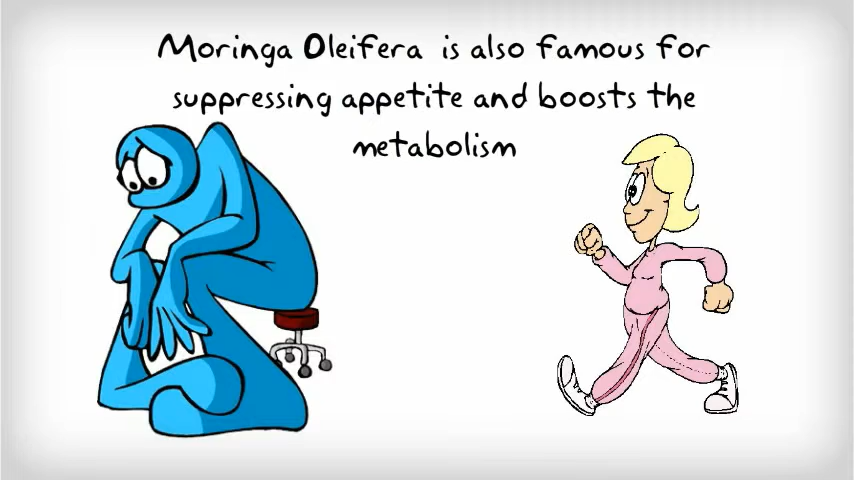 Moringa Oleifera is also famous for
suppressing appetite and boosts the
metabolism